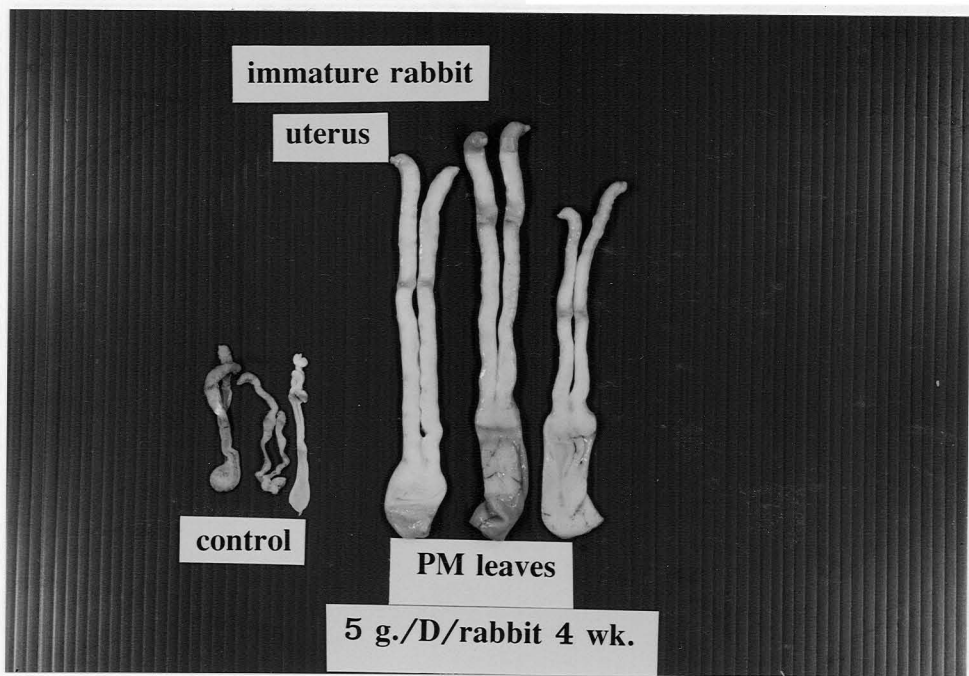 immature rabbit
uterus
control
PM leaves
5 g./D/rabbit 4 wk.